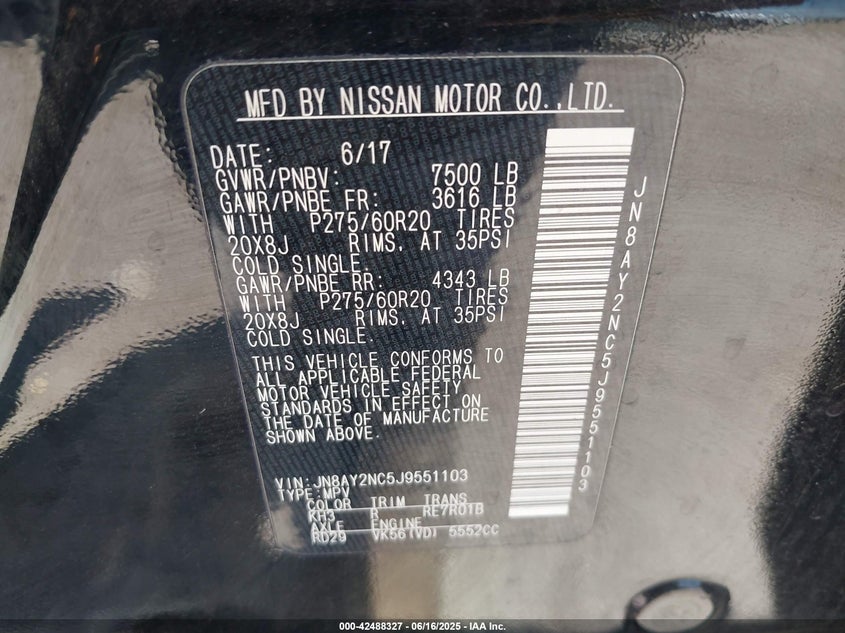 MFD BY NISSAN MOTOR CO.,LTD.
DATE: 6/17
GVWR/PNBV: 7500 LB
GAWR/PNBE FR: 3616 LB
WITH P275/60R20 TIRES
20X8J RIMS, AT 35PSI
COLD SINGLE.
GAWR/PNBE RR: 4343 LB
WITH P275/60R20 TIRES
20X8J RIMS, AT 35PSI
COLD SINGLE.
THIS VEHICLE CONFORMS TO
ALL APPLICABLE FEDERAL
MOTOR VEHICLE SAFETY
STANDARDS IN EFFECT ON
THE DATE OF MANUFACTURE
SHOWN ABOVE.
VIN: JN8AY2NC5J9551103
TYPE: MPV
COLOR TRIM TRANS
KH3 R RE7R01B
AXLE ENGINE
RD29 VK56(VD) 5552CC
JN8AY2NC5J9551103
000-42488327 - 06/16/2025 - IAA Inc.